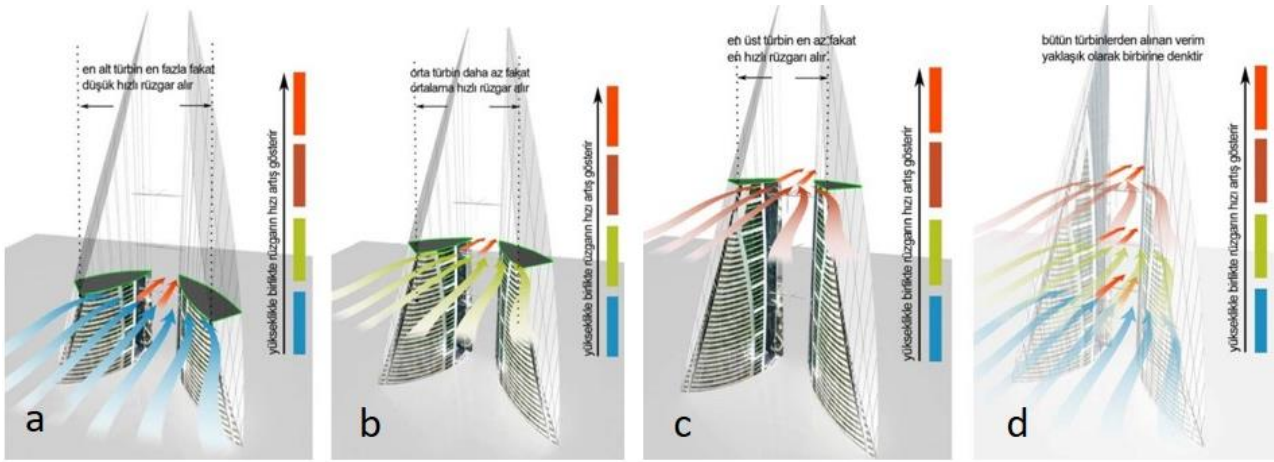 en alt türbin en fazla fakat
düşük hızlı rüzgar alır
yükseklikle birlikte rüzgarın hızı artış gösterir
a
orta türbin daha az fakat
ortalama hızlı rüzgar alır
yükseklikle birlikte rüzgarın hızı artış gösterir
b
en üst türbin en az fakat
en hızlı rüzgarı alır
yükseklikle birlikte rüzgarın hızı artış gösterir
c
bütün türbinlerden alınan verim
yaklaşık olarak birbirine denktir
yükseklikle birlikte rüzgarın hızı artış gösterir
d